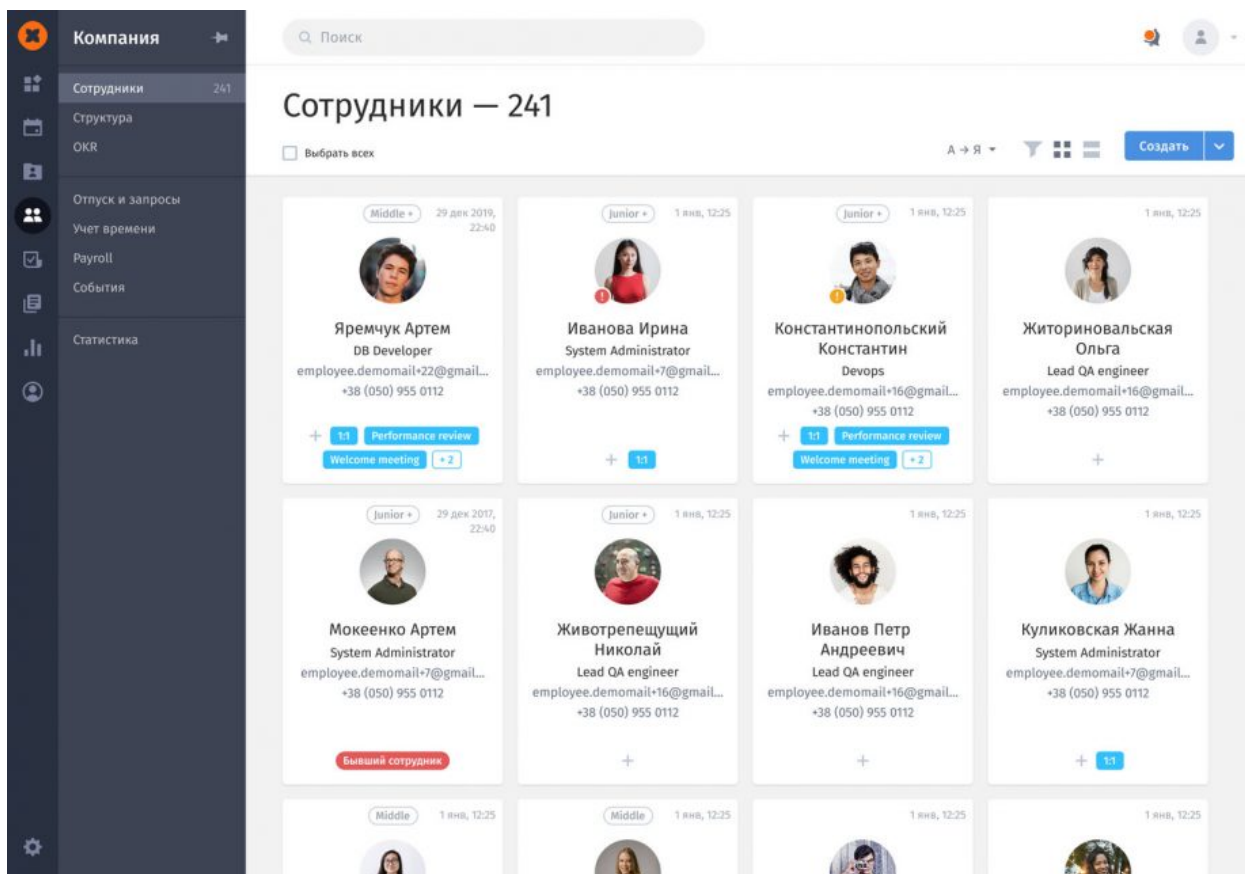 Компания
Сотрудники 241
Структура
OKR
Отпуск и запросы
Учет времени
Payroll
События
Статистика
Поиск
Сотрудники — 241
Выбрать всех
А → Я
Создать
Middle +
29 дек 2019,
22:40
Яремчук Артем
DB Developer
employee.demomail+22@gmail...
+38 (050) 955 0112
+ 1:1 Performance review
Welcome meeting + 2
Junior +
1 янв, 12:25
Иванова Ирина
System Administrator
employee.demomail+7@gmail...
+38 (050) 955 0112
+ 1:1
Junior +
1 янв, 12:25
Константинопольский
Константин
Devops
employee.demomail+16@gmail...
+38 (050) 955 0112
+ 1:1 Performance review
Welcome meeting + 2
1 янв, 12:25
Житориновальская
Ольга
Lead QA engineer
employee.demomail+16@gmail...
+38 (050) 955 0112
+
Junior +
29 дек 2017,
22:40
Мокеенко Артем
System Administrator
employee.demomail+7@gmail...
+38 (050) 955 0112
Бывший сотрудник
Junior +
1 янв, 12:25
Животрепещущий
Николай
Lead QA engineer
employee.demomail+16@gmail...
+38 (050) 955 0112
+
1 янв, 12:25
Иванов Петр
Андреевич
Lead QA engineer
employee.demomail+16@gmail...
+38 (050) 955 0112
+
1 янв, 12:25
Куликовская Жанна
System Administrator
employee.demomail+7@gmail...
+38 (050) 955 0112
+ 1:1
Middle
1 янв, 12:25
Middle
1 янв, 12:25
1 янв, 12:25
1 янв, 12:25